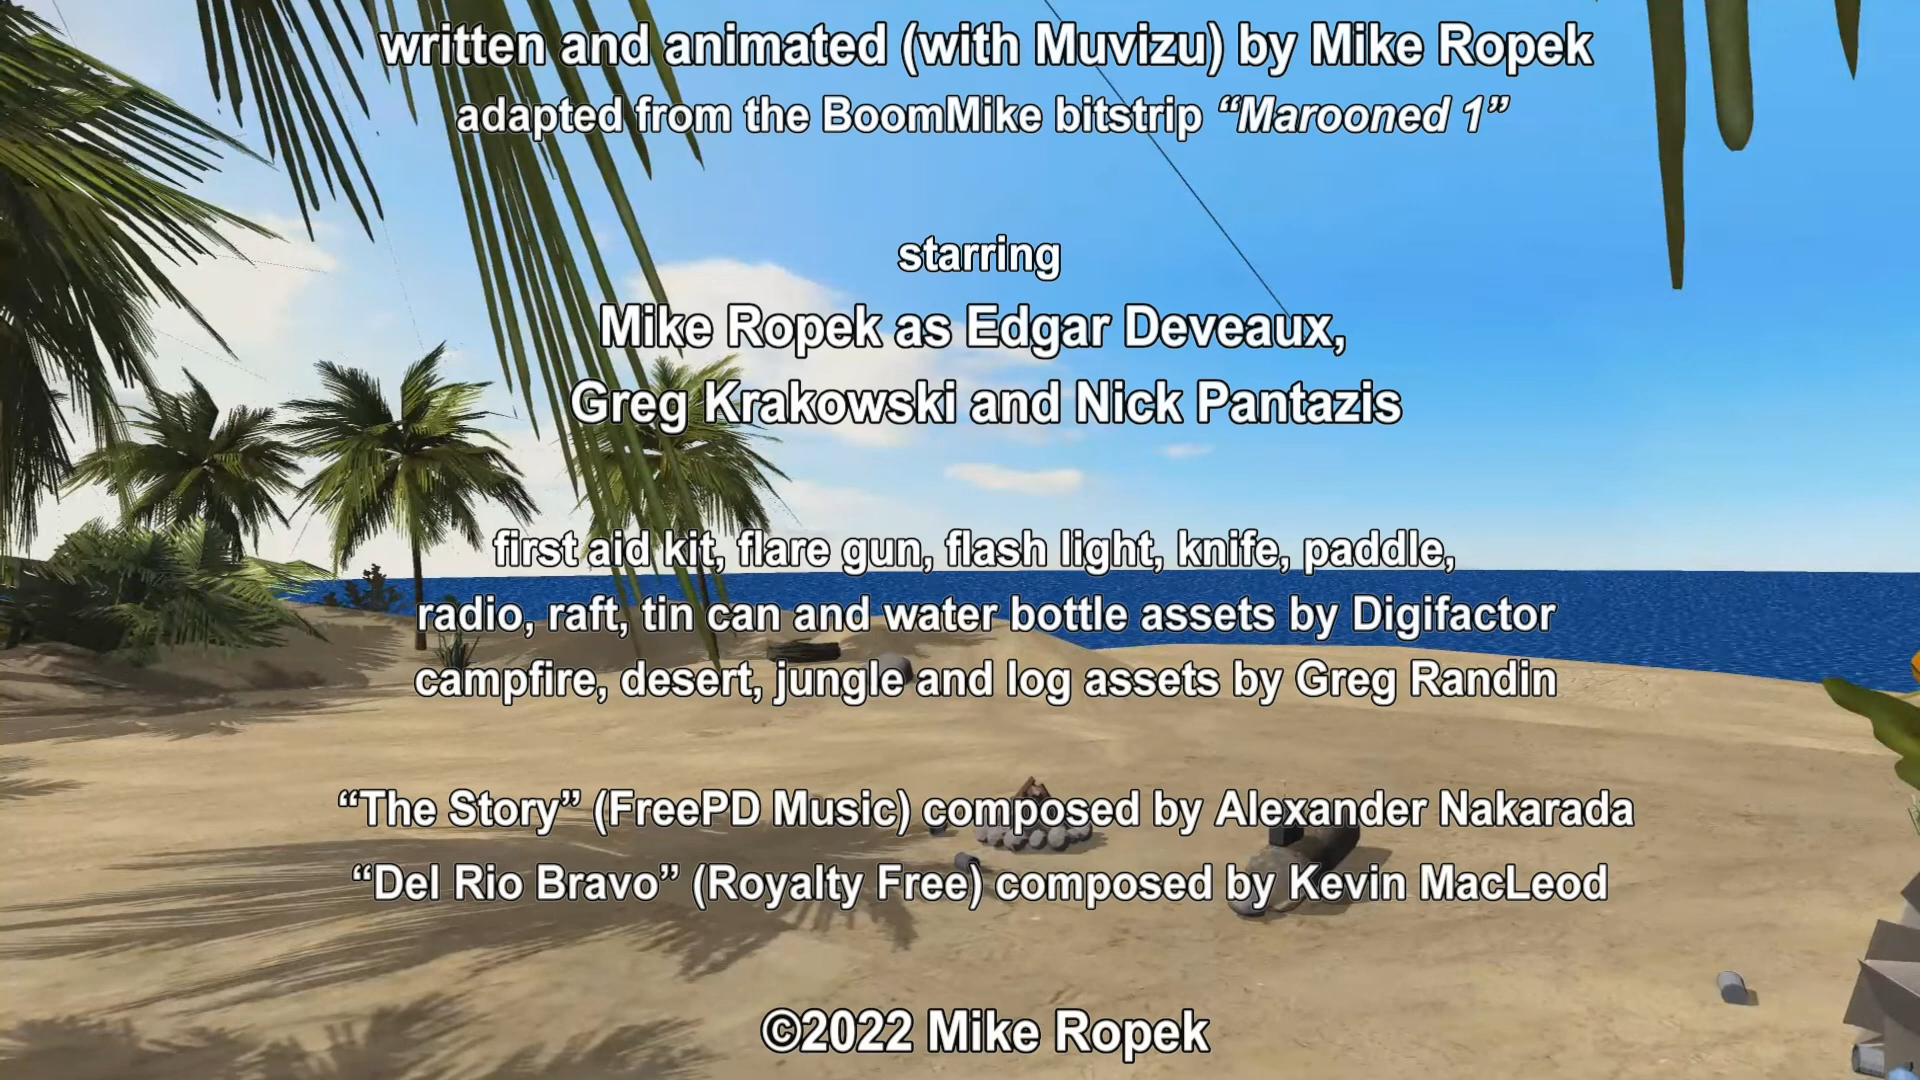 written and animated (with Muvizu) by Mike Ropek
adapted from the BoomMike bitstrip “Marooned 1”
starring
Mike Ropek as Edgar Deveaux,
Greg Krakowski and Nick Pantazis
first aid kit, flare gun, flash light, knife, paddle,
radio, raft, tin can and water bottle assets by Digifactor
campfire, desert, jungle and log assets by Greg Randin
“The Story” (FreePD Music) composed by Alexander Nakarada
“Del Rio Bravo” (Royalty Free) composed by Kevin MacLeod
©2022 Mike Ropek